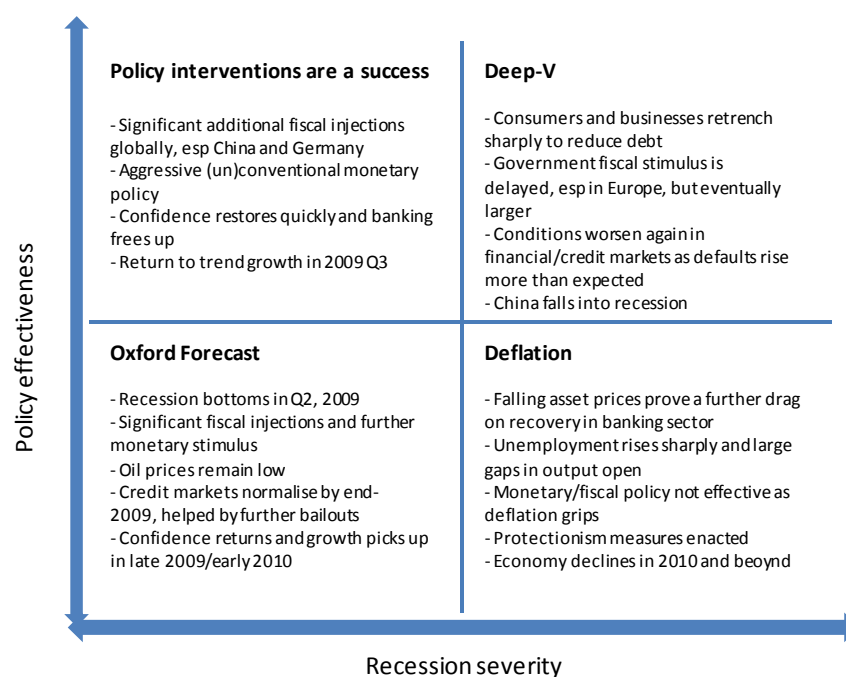 Policy interventions are a success
- Significant additional fiscal injections
globally, esp China and Germany
- Aggressive (un)conventional monetary
policy
- Confidence restores quickly and banking
frees up
- Return to trend growth in 2009 Q3
Deep-V
- Consumers and businesses retrench
sharply to reduce debt
- Government fiscal stimulus is
delayed, esp in Europe, but eventually
larger
- Conditions worsen again in
financial/credit markets as defaults rise
more than expected
- China falls into recession
Policy effectiveness
Oxford Forecast
- Recession bottoms in Q2, 2009
- Significant fiscal injections and further
monetary stimulus
- Oil prices remain low
- Credit markets normalise by end-
2009, helped by further bailouts
- Confidence returns and growth picks up
in late 2009/early 2010
Deflation
- Falling asset prices prove a further drag
on recovery in banking sector
- Unemployment rises sharply and large
gaps in output open
- Monetary/fiscal policy not effective as
deflation grips
- Protectionism measures enacted
- Economy declines in 2010 and beoynd
Recession severity